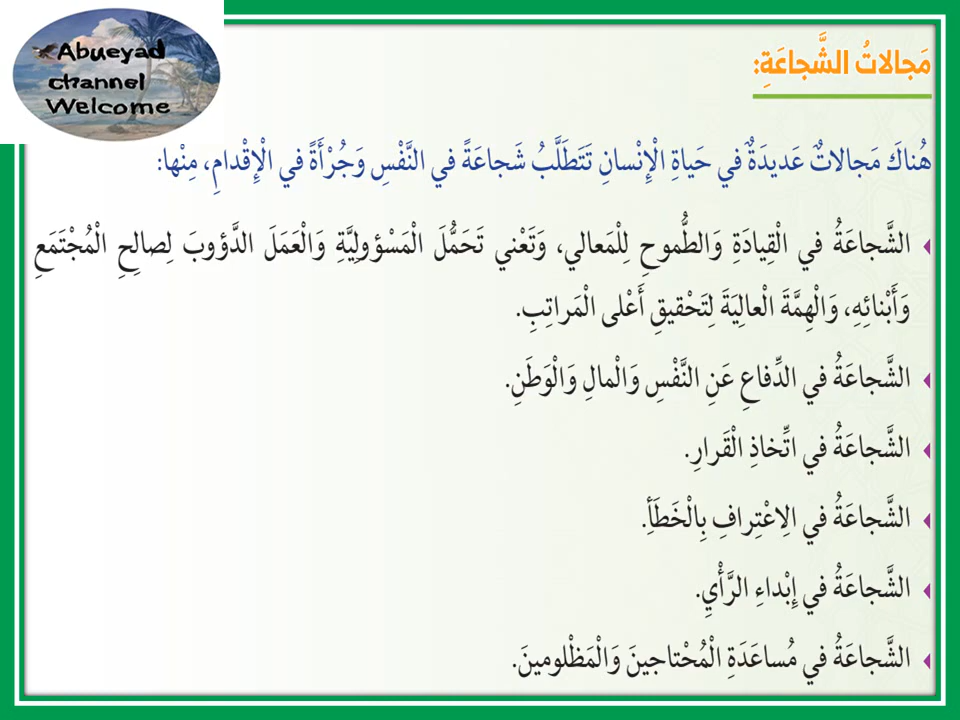 Abueyad
channel
Welcome
مَجالاتُ الشَّجاعَةِ:
هُناكَ مَجالاتٌ عَديدَةٌ في حَياةِ الْإِنْسانِ تَتَطَلَّبُ شَجاعَةً في النَّفْسِ وَجُرْأَةً في الْإِقْدامِ، مِنْها:
الشَّجاعَةُ في الْقِيادَةِ وَالطُّموحِ لِلْمَعالي، وَتَعْني تَحَمُّلَ الْمَسْؤولِيَّةِ وَالْعَمَلَ الدَّؤوبَ لِصالِحِ الْمُجْتَمَعِ
وَأَبْنائِهِ، وَالْهِمَّةَ الْعالِيَةَ لِتَحْقيقِ أَعْلى الْمَراتِبِ.
الشَّجاعَةُ في الدِّفاعِ عَنِ النَّفْسِ وَالْمالِ وَالْوَطَنِ.
الشَّجاعَةُ في اتِّخاذِ الْقَرارِ.
الشَّجاعَةُ في الِاعْتِرافِ بِالْخَطَأِ.
الشَّجاعَةُ في إِبْداءِ الرَّأْيِ.
الشَّجاعَةُ في مُساعَدَةِ الْمُحْتاجينَ وَالْمَظْلومينَ.